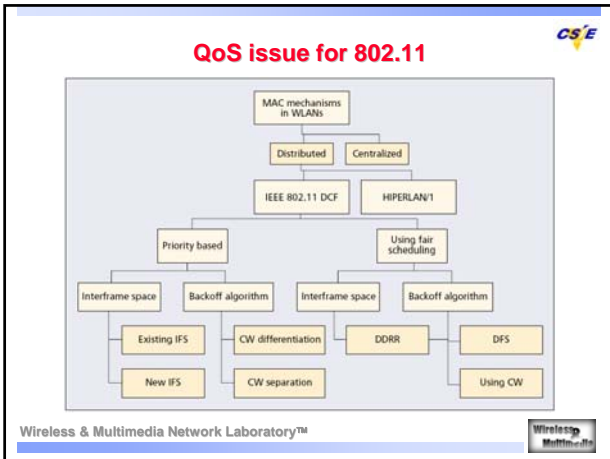 CS/E
QoS issue for 802.11
MAC mechanisms
in WLANs
Distributed
Centralized
IEEE 802.11 DCF
HIPERLAN/1
Priority based
Using fair
scheduling
Interframe space
Backoff algorithm
Interframe space
Backoff algorithm
Existing IFS
CW differentiation
DDRR
DFS
New IFS
CW separation
Using CW
Wireless & Multimedia Network Laboratory™
Wireless
Multimedia